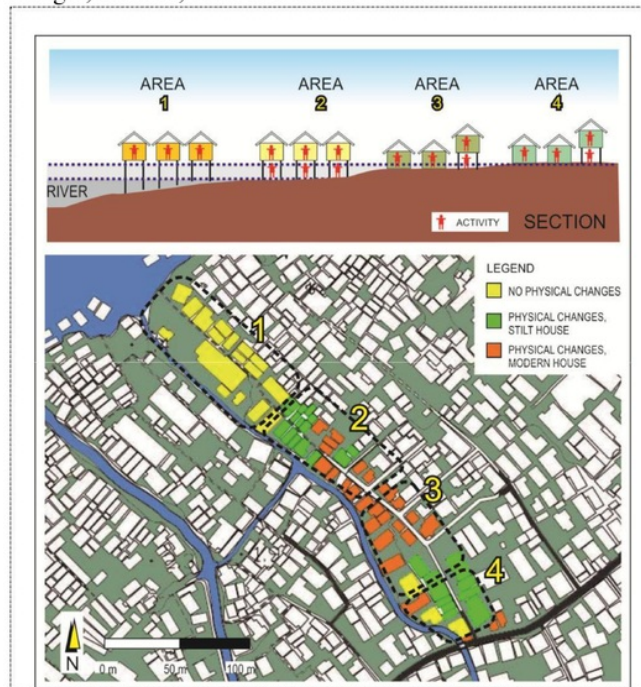 AREA
1
AREA
2
AREA
3
AREA
4
RIVER
ACTIVITY
SECTION
LEGEND
NO PHYSICAL CHANGES
PHYSICAL CHANGES,
STILT HOUSE
PHYSICAL CHANGES,
MODERN HOUSE
1
2
3
4
N
0 m
50 m
100 m